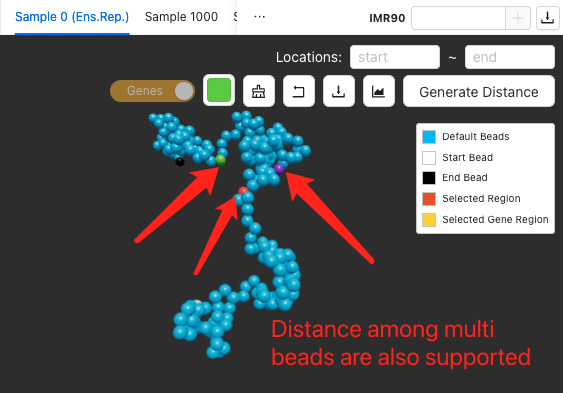 Sample 0 (Ens.Rep.) Sample 1000 ... IMR90
Locations: start ~ end
Genes Generate Distance
Default Beads
Start Bead
End Bead
Selected Region
Selected Gene Region
Distance among multi
beads are also supported